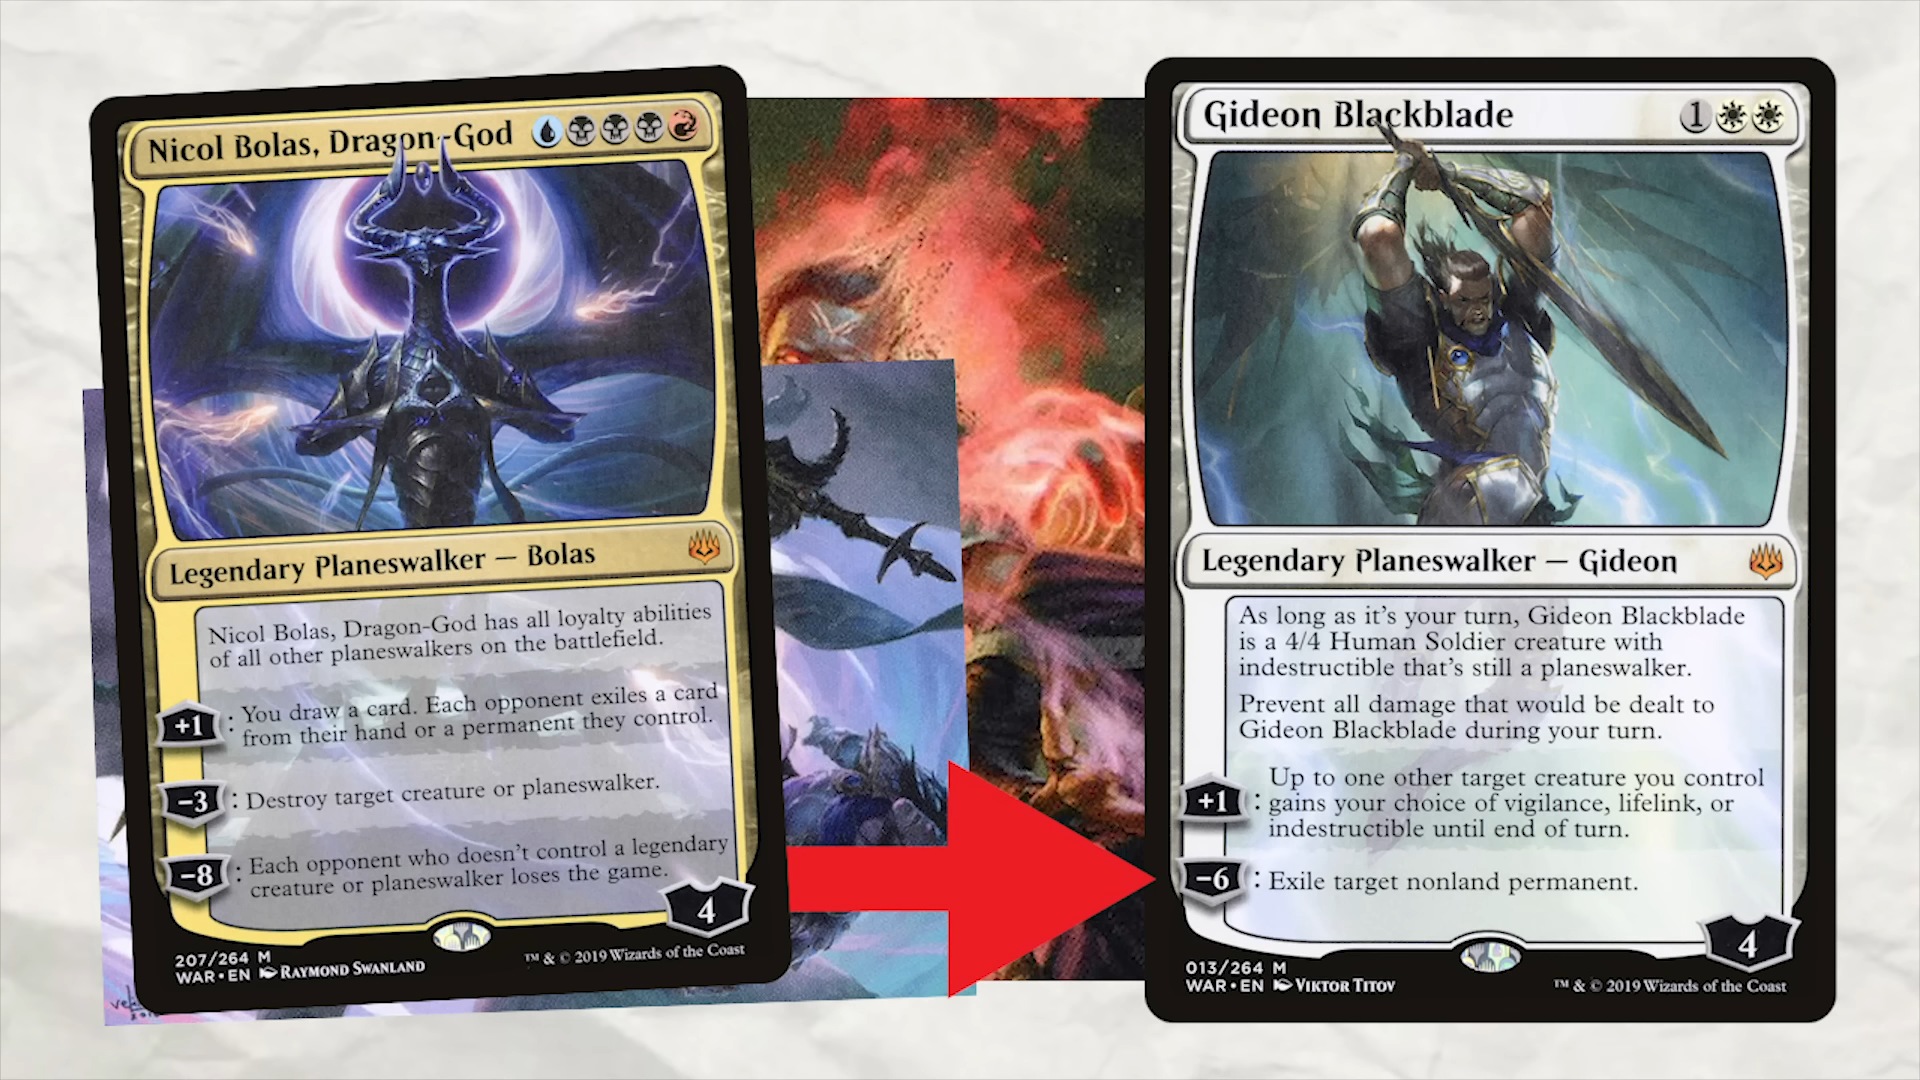 Nicol Bolas, Dragon-God
Legendary Planeswalker — Bolas
Nicol Bolas, Dragon-God has all loyalty abilities
of all other planeswalkers on the battlefield.
+1 : You draw a card. Each opponent exiles a card
from their hand or a permanent they control.
−3 : Destroy target creature or planeswalker.
−8 : Each opponent who doesn't control a legendary
creature or planeswalker loses the game.
4
207/264 M
WAR • EN RAYMOND SWANLAND
™ & © 2019 Wizards of the Coast
Gideon Blackblade
1
Legendary Planeswalker — Gideon
As long as it's your turn, Gideon Blackblade
is a 4/4 Human Soldier creature with
indestructible that's still a planeswalker.
Prevent all damage that would be dealt to
Gideon Blackblade during your turn.
Up to one other target creature you control
+1 : gains your choice of vigilance, lifelink, or
indestructible until end of turn.
−6 : Exile target nonland permanent.
4
013/264 M
WAR • EN VIKTOR TITOV
™ & © 2019 Wizards of the Coast